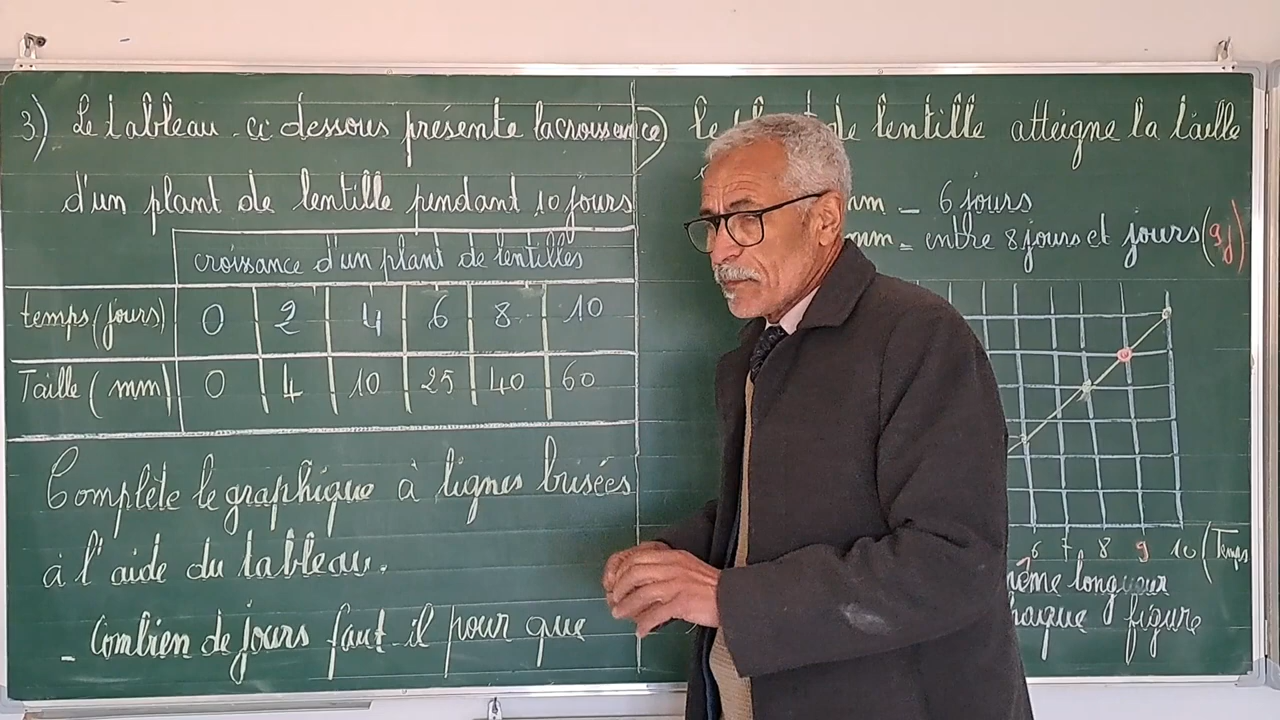 3) Le tableau ci dessous présente la croissance
d'un plant de lentille pendant 10 jours
croissance d'un plant de lentilles
temps (jours) 0 2 4 6 8 10
Taille (mm) 0 4 10 25 40 60
Complète le graphique à lignes brisées
à l'aide du tableau.
- Combien de jours faut-il pour que
le de lentille atteigne la taille
mm - 6 jours
mm - entre 8 jours et jours (9j)
6 7 8 9 10 (Temps
même longueur
chaque figure